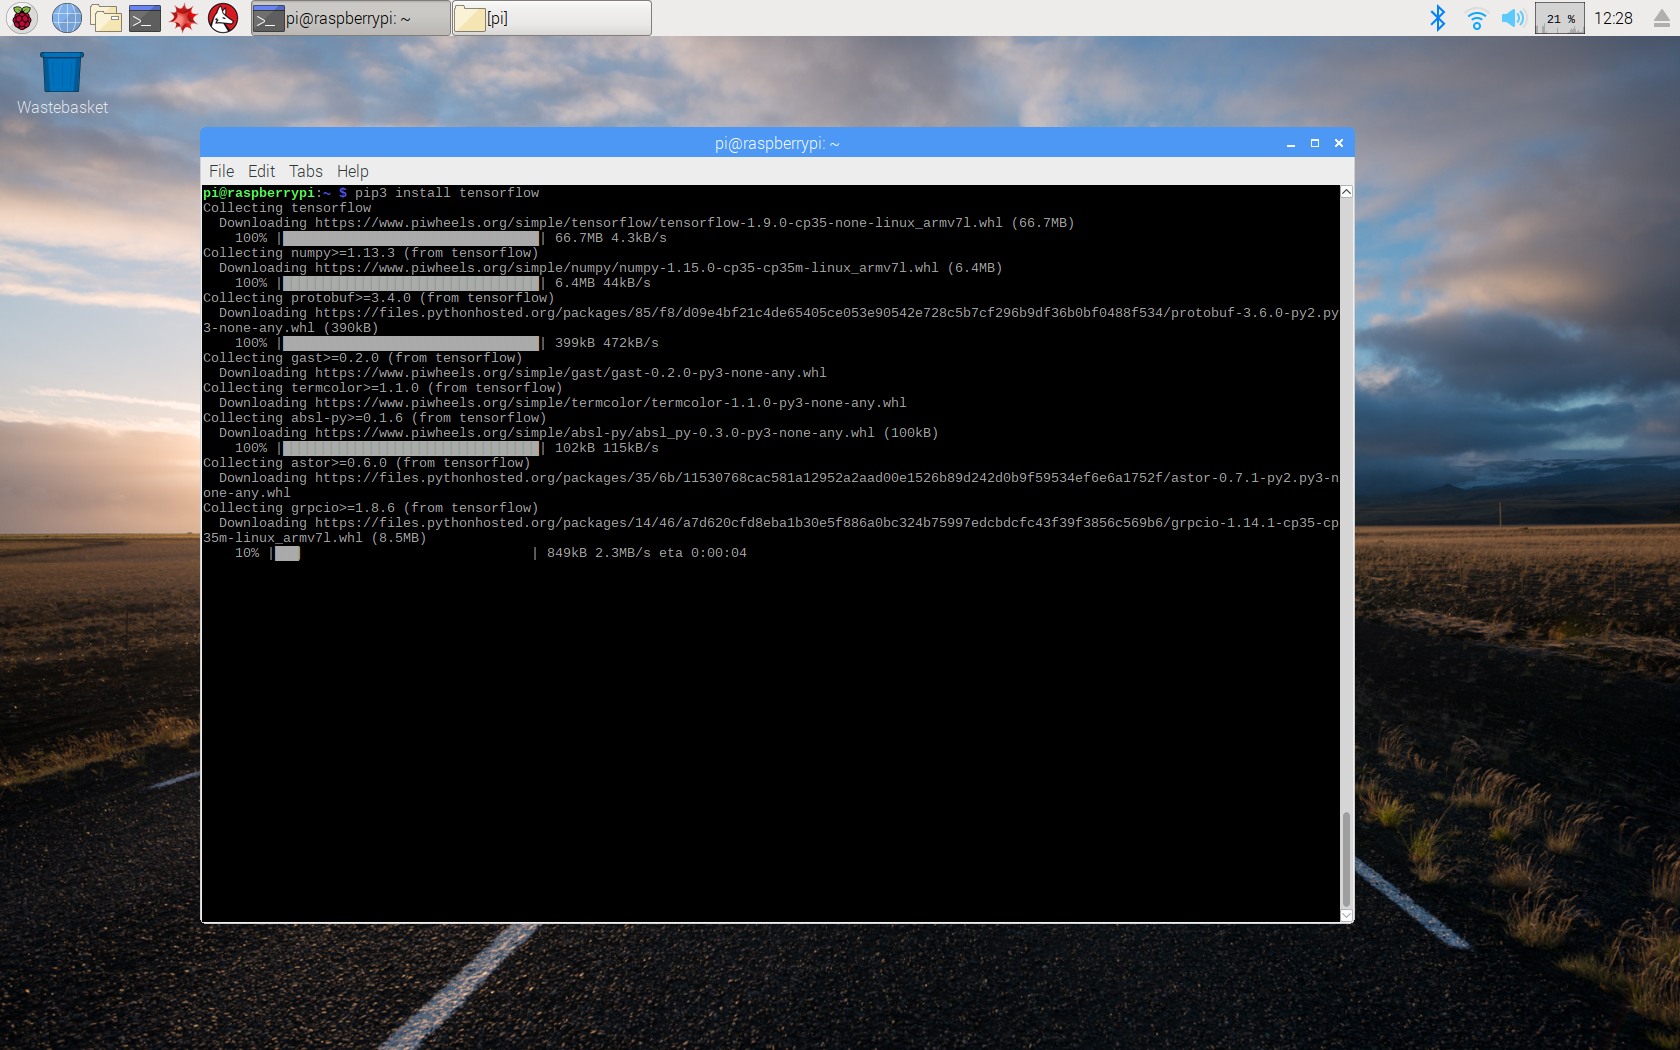 pi@raspberrypi: ~
[pi]
21 %
12:28
Wastebasket
pi@raspberrypi: ~
File Edit Tabs Help
pi@raspberrypi:~ $ pip3 install tensorflow
Collecting tensorflow
  Downloading https://www.piwheels.org/simple/tensorflow/tensorflow-1.9.0-cp35-none-linux_armv7l.whl (66.7MB)
    100% |████████████████████████████████| 66.7MB 4.3kB/s
Collecting numpy>=1.13.3 (from tensorflow)
  Downloading https://www.piwheels.org/simple/numpy/numpy-1.15.0-cp35-cp35m-linux_armv7l.whl (6.4MB)
    100% |████████████████████████████████| 6.4MB 44kB/s
Collecting protobuf>=3.4.0 (from tensorflow)
  Downloading https://files.pythonhosted.org/packages/85/f8/d09e4bf21c4de65405ce053e90542e728c5b7cf296b9df36b0bf0488f534/protobuf-3.6.0-py2.py
3-none-any.whl (390kB)
    100% |████████████████████████████████| 399kB 472kB/s
Collecting gast>=0.2.0 (from tensorflow)
  Downloading https://www.piwheels.org/simple/gast/gast-0.2.0-py3-none-any.whl
Collecting termcolor>=1.1.0 (from tensorflow)
  Downloading https://www.piwheels.org/simple/termcolor/termcolor-1.1.0-py3-none-any.whl
Collecting absl-py>=0.1.6 (from tensorflow)
  Downloading https://www.piwheels.org/simple/absl-py/absl_py-0.3.0-py3-none-any.whl (100kB)
    100% |████████████████████████████████| 102kB 115kB/s
Collecting astor>=0.6.0 (from tensorflow)
  Downloading https://files.pythonhosted.org/packages/35/6b/11530768cac581a12952a2aad00e1526b89d242d0b9f59534ef6e6a1752f/astor-0.7.1-py2.py3-n
one-any.whl
Collecting grpcio>=1.8.6 (from tensorflow)
  Downloading https://files.pythonhosted.org/packages/14/46/a7d620cfd8eba1b30e5f886a0bc324b75997edcbdcfc43f39f3856c569b6/grpcio-1.14.1-cp35-cp
35m-linux_armv7l.whl (8.5MB)
    10% |███                             | 849kB 2.3MB/s eta 0:00:04